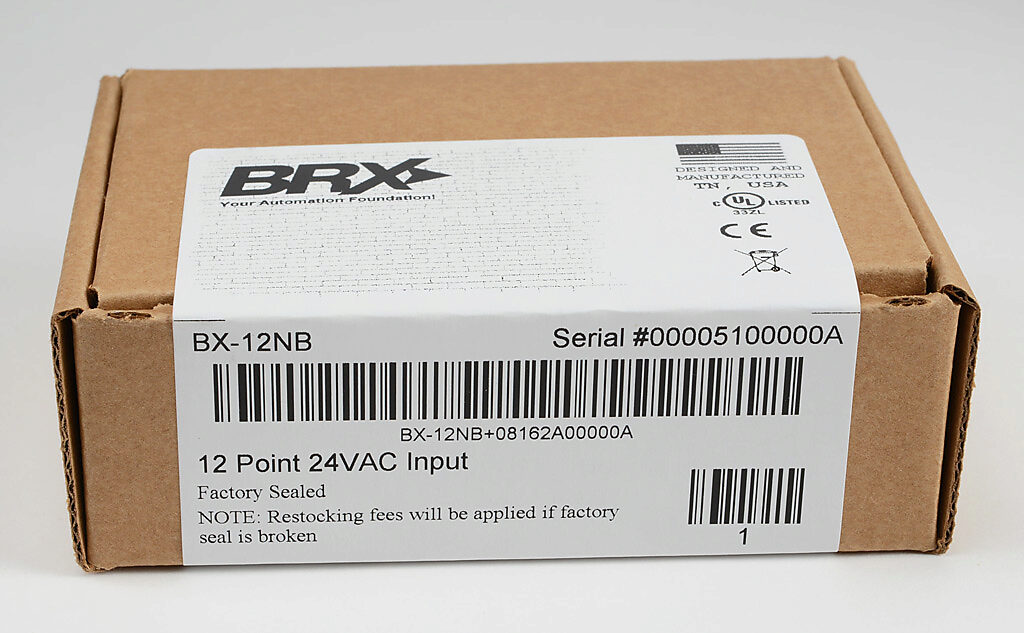 BRX
Your Automation Foundation!
DESIGNED AND
MANUFACTURED
TN, USA
C UL LISTED
33ZL
CE
BX-12NB
Serial #00005100000A
BX-12NB+08162A00000A
12 Point 24VAC Input
Factory Sealed
NOTE: Restocking fees will be applied if factory
seal is broken
1